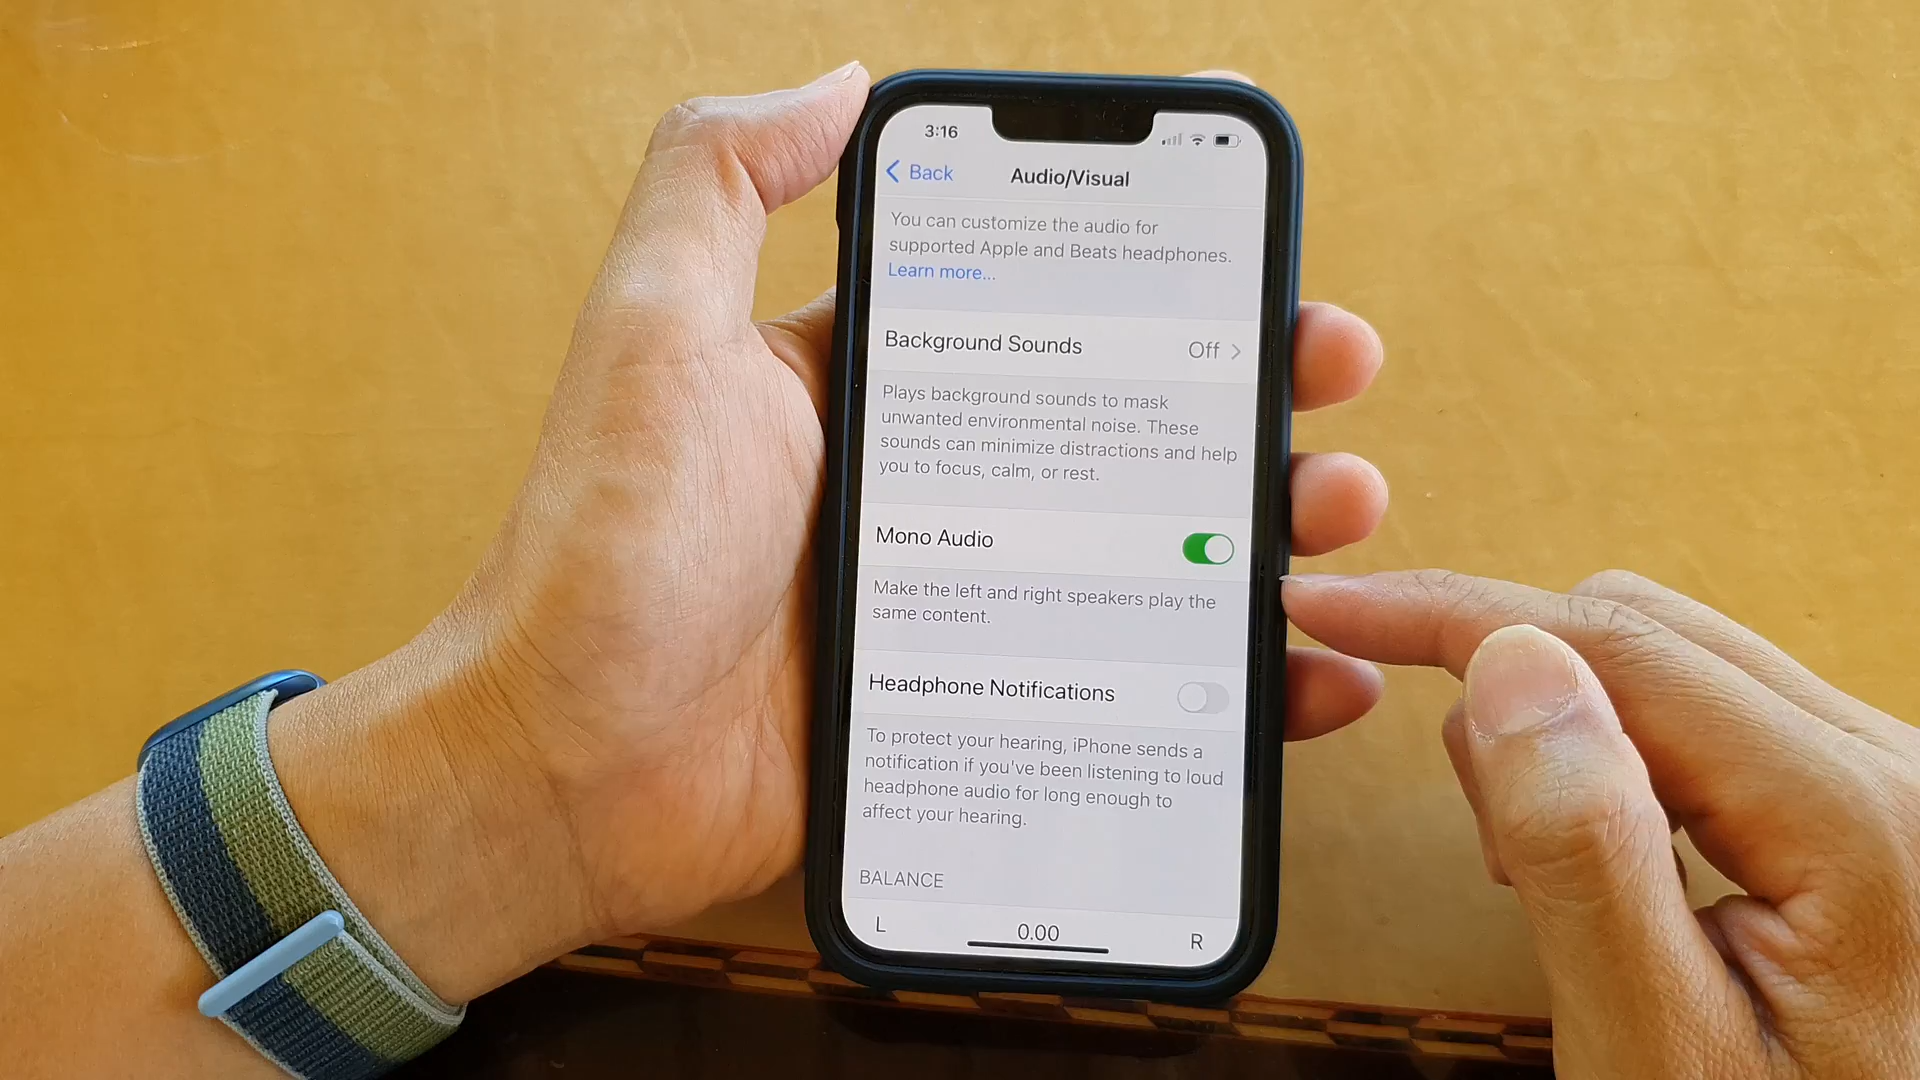 3:16
Back
Audio/Visual
You can customize the audio for
supported Apple and Beats headphones.
Learn more...
Background Sounds Off
Plays background sounds to mask
unwanted environmental noise. These
sounds can minimize distractions and help
you to focus, calm, or rest.
Mono Audio
Make the left and right speakers play the
same content.
Headphone Notifications
To protect your hearing, iPhone sends a
notification if you've been listening to loud
headphone audio for long enough to
affect your hearing.
BALANCE
L 0.00 R